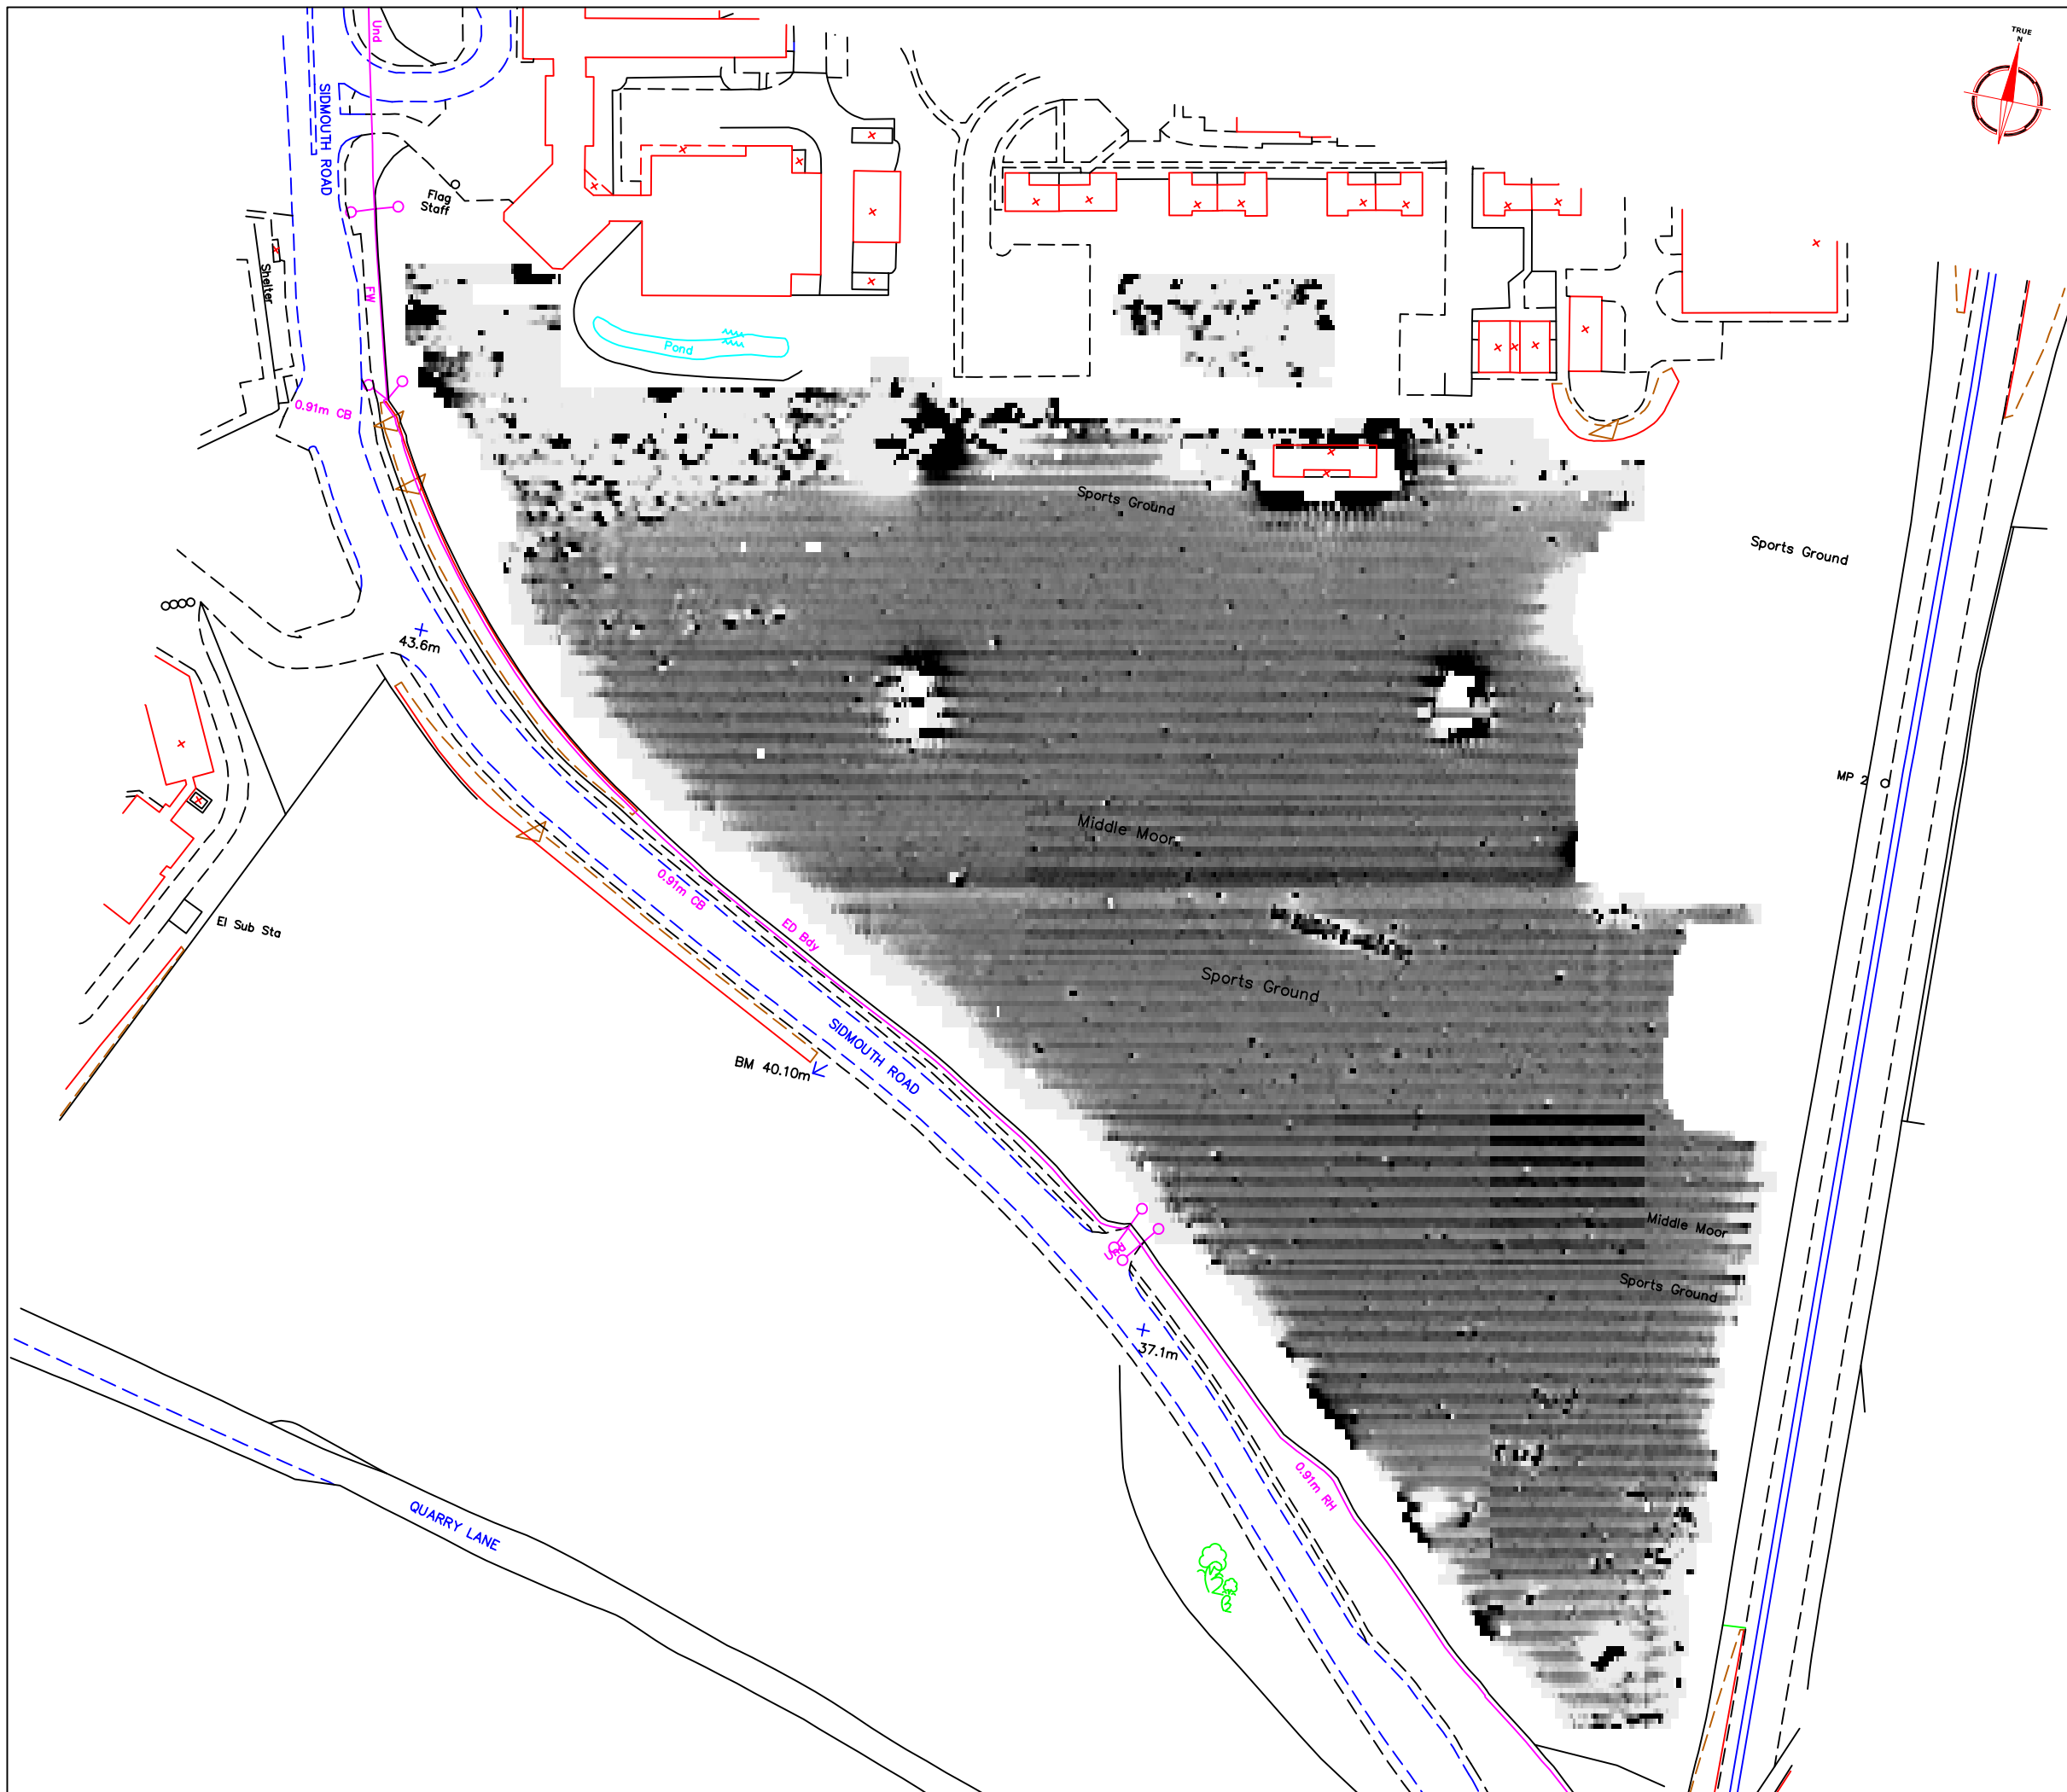 TRUE
N
Und
SIDMOUTH ROAD
Flag
Staff
Shelter
FW
Pond
0.91m CB
Sports Ground
Sports Ground
43.6m
MP 2
Middle Moor
0.91m CB
El Sub Sta
ED Bdy
Sports Ground
SIDMOUTH ROAD
BM 40.10m
Middle Moor
Sports Ground
37.1m
0.91m RH
QUARRY LANE